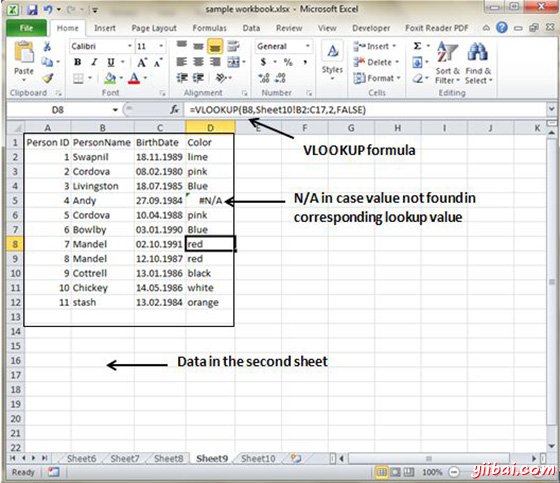 sample workbook.xlsx - Microsoft Excel
File Home Insert Page Layout Formulas Data Review View Developer Foxit Reader PDF
Paste Calibri 11 General Styles Insert Delete Format Sort & Filter Find & Select
Clipboard Font Alignment Number Cells Editing
D8 fx =VLOOKUP(B8,Sheet10!B2:C17,2,FALSE)
A B C D E F G H I J K
1 Person ID PersonName BirthDate Color
VLOOKUP formula
2 1 Swapnil 18.11.1989 lime
3 2 Cordova 08.02.1980 pink
4 3 Livingston 18.07.1985 Blue
5 4 Andy 27.09.1984 #N/A
N/A in case value not found in
corresponding lookup value
6 5 Cordova 10.04.1988 pink
7 6 Bowlby 03.01.1990 Blue
8 7 Mandel 02.10.1991 red
9 8 Mandel 12.10.1987 red
10 9 Cottrell 13.01.1986 black
11 10 Chickey 14.05.1986 white
12 11 stash 13.02.1984 orange
13
14
15
16 Data in the second sheet
17
18
19
20
21
22
Sheet6 Sheet7 Sheet8 Sheet9 Sheet10
Ready 100%
yiibai.com